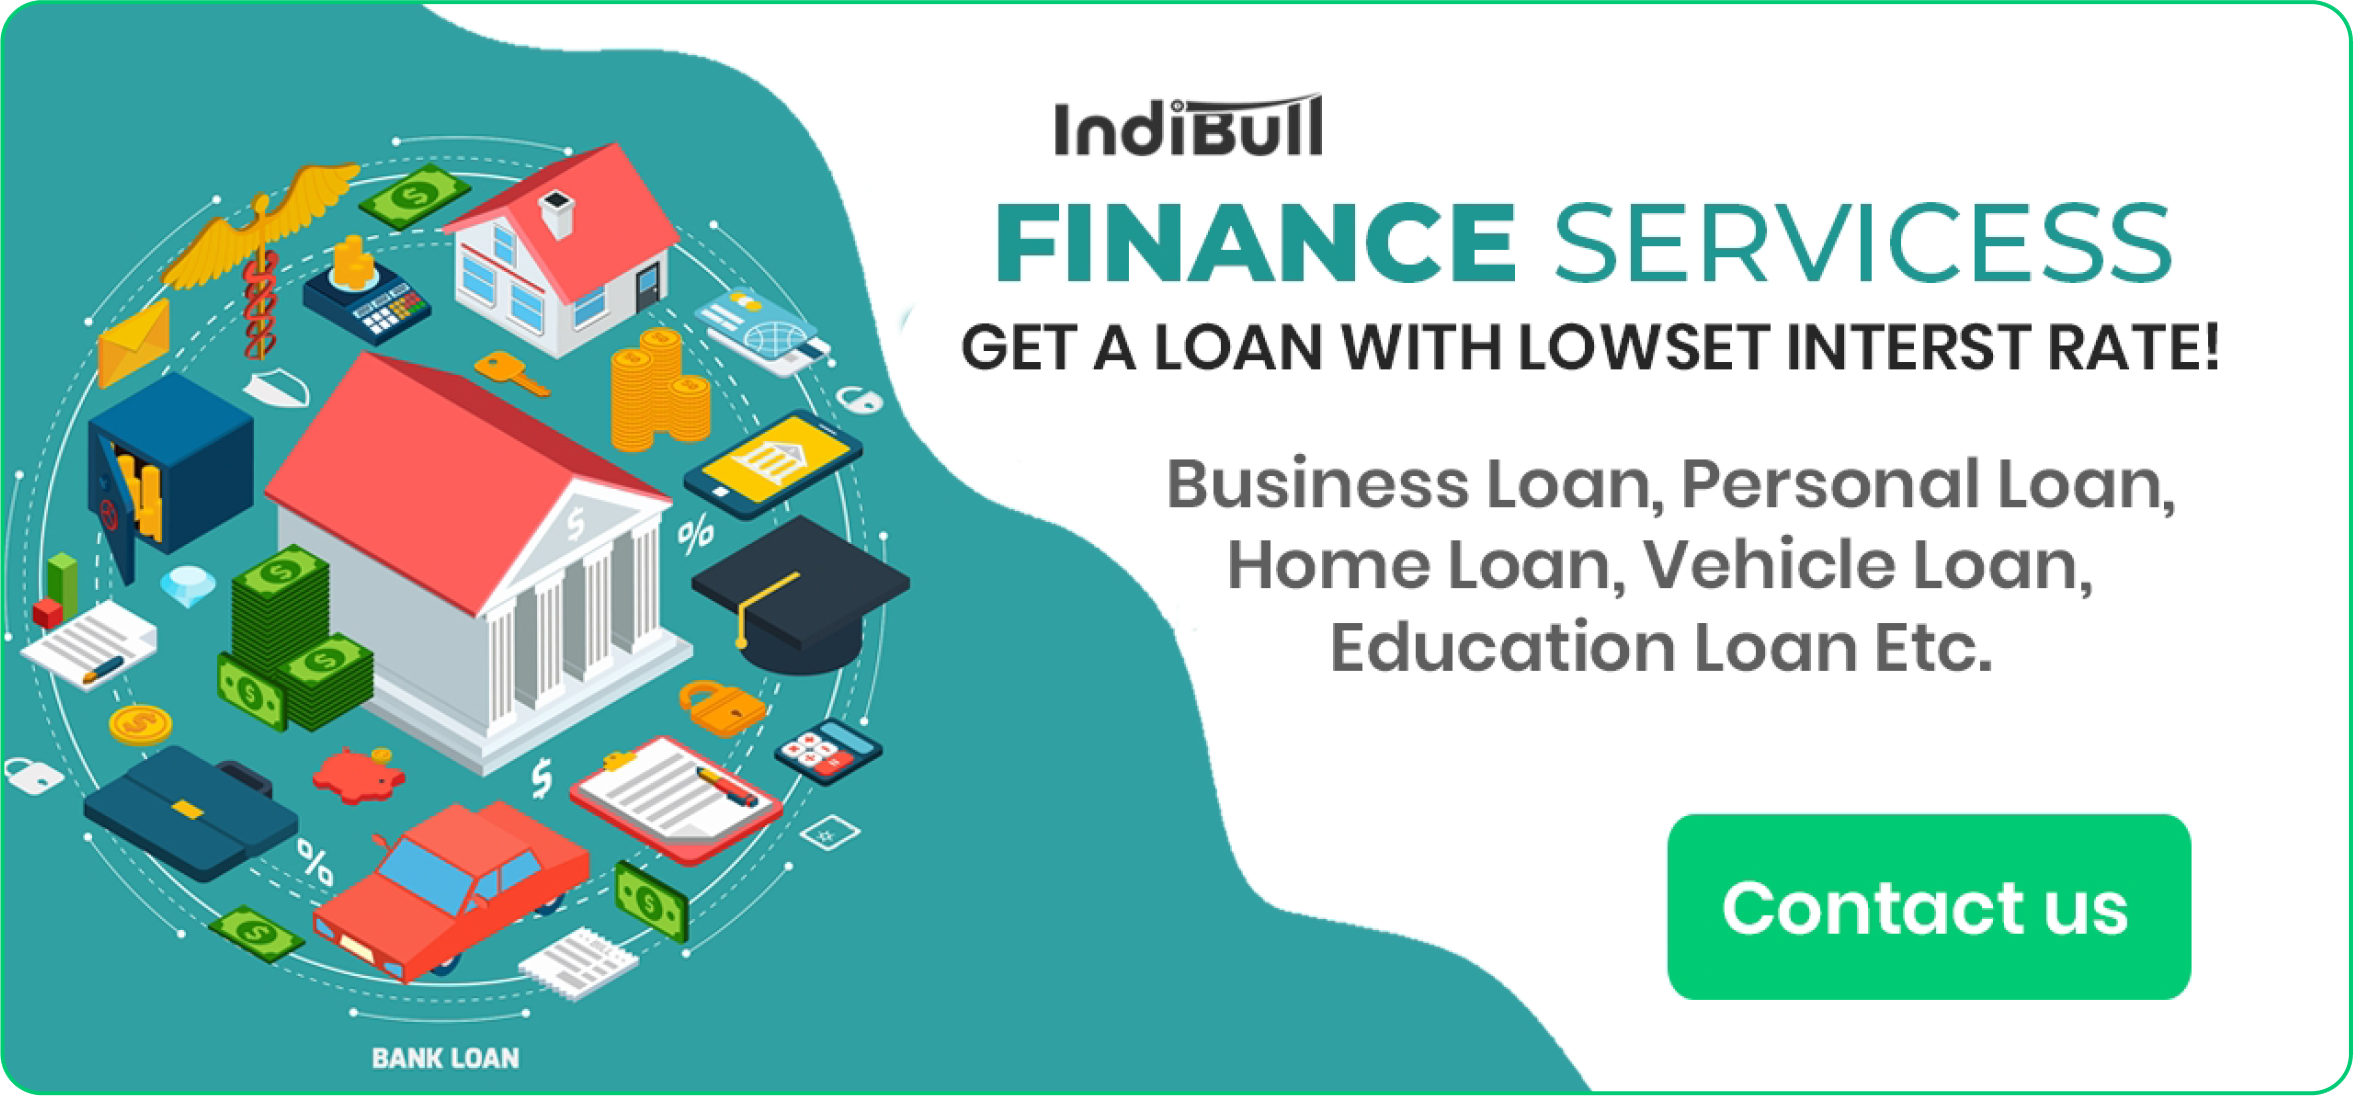 IndiBull
FINANCE SERVICESS
GET A LOAN WITH LOWSET INTERST RATE!
Business Loan, Personal Loan,
Home Loan, Vehicle Loan,
Education Loan Etc.
Contact us
$
%
$
%
BILL
BANK LOAN